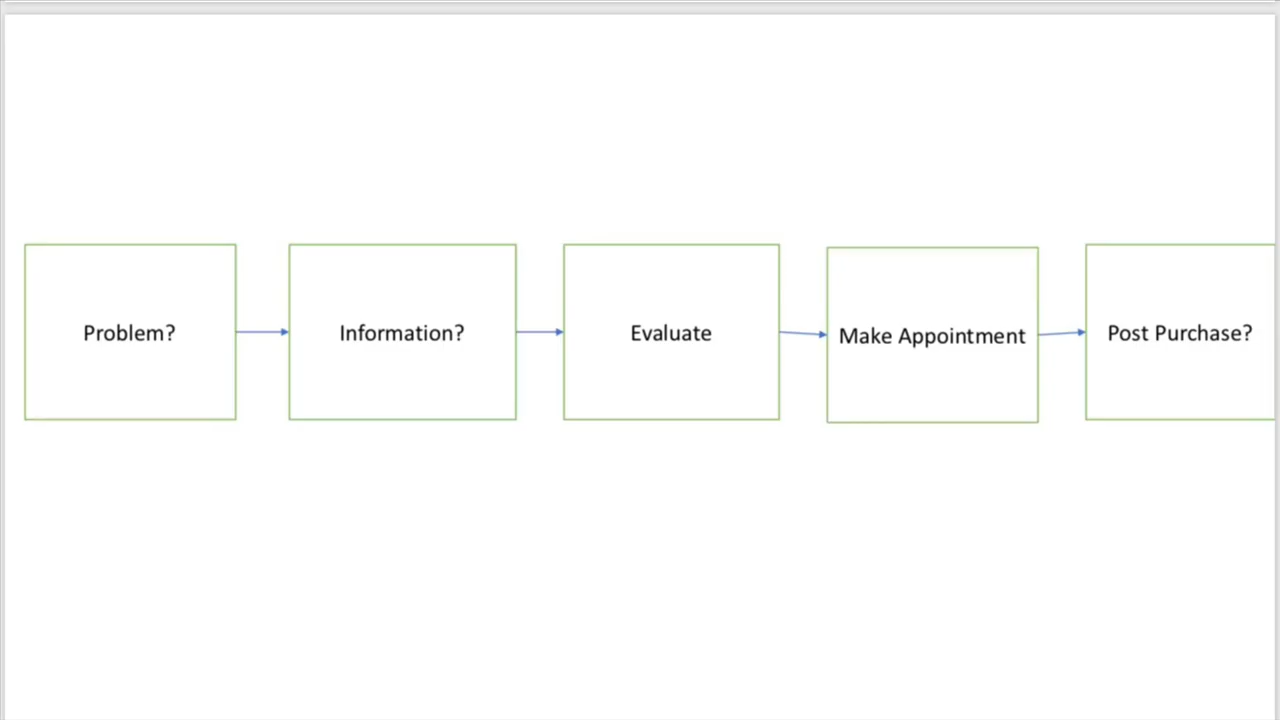 Problem?
Information?
Evaluate
Make Appointment
Post Purchase?